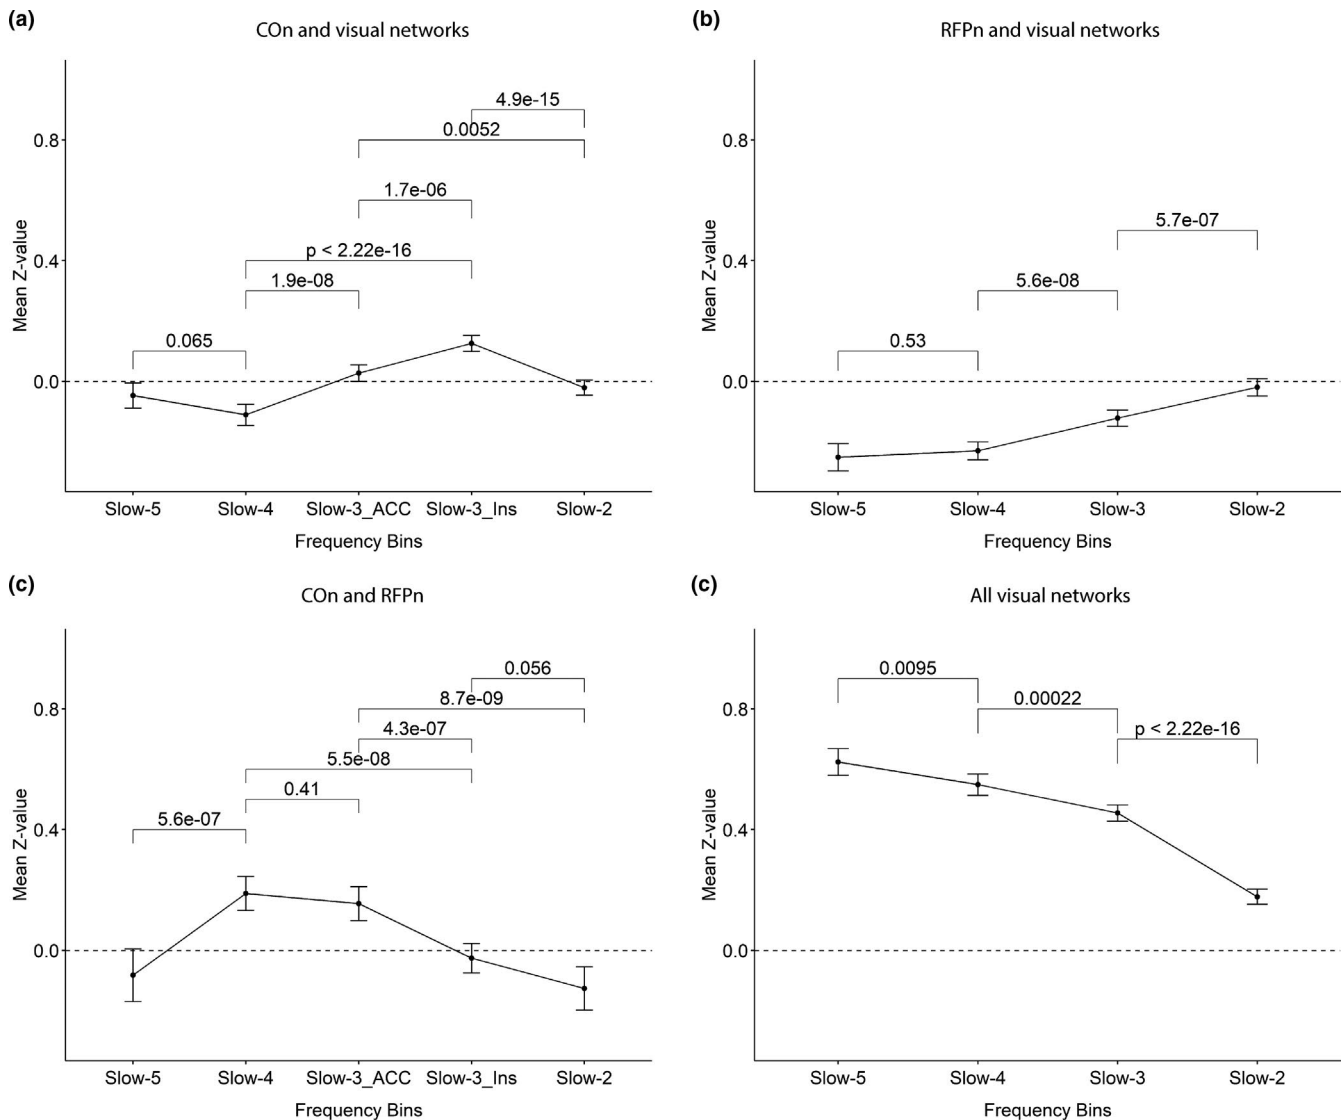 (a)
COn and visual networks
Mean Z-value
0.8
0.4
0.0
4.9e-15
0.0052
1.7e-06
p < 2.22e-16
1.9e-08
0.065
Slow-5 Slow-4 Slow-3_ACC Slow-3_Ins Slow-2
Frequency Bins
(b)
RFPn and visual networks
Mean Z-value
0.8
0.4
0.0
5.7e-07
5.6e-08
0.53
Slow-5 Slow-4 Slow-3 Slow-2
Frequency Bins
(c)
COn and RFPn
Mean Z-value
0.8
0.4
0.0
0.056
8.7e-09
4.3e-07
5.5e-08
0.41
5.6e-07
Slow-5 Slow-4 Slow-3_ACC Slow-3_Ins Slow-2
Frequency Bins
(c)
All visual networks
Mean Z-value
0.8
0.4
0.0
0.0095
0.00022
p < 2.22e-16
Slow-5 Slow-4 Slow-3 Slow-2
Frequency Bins